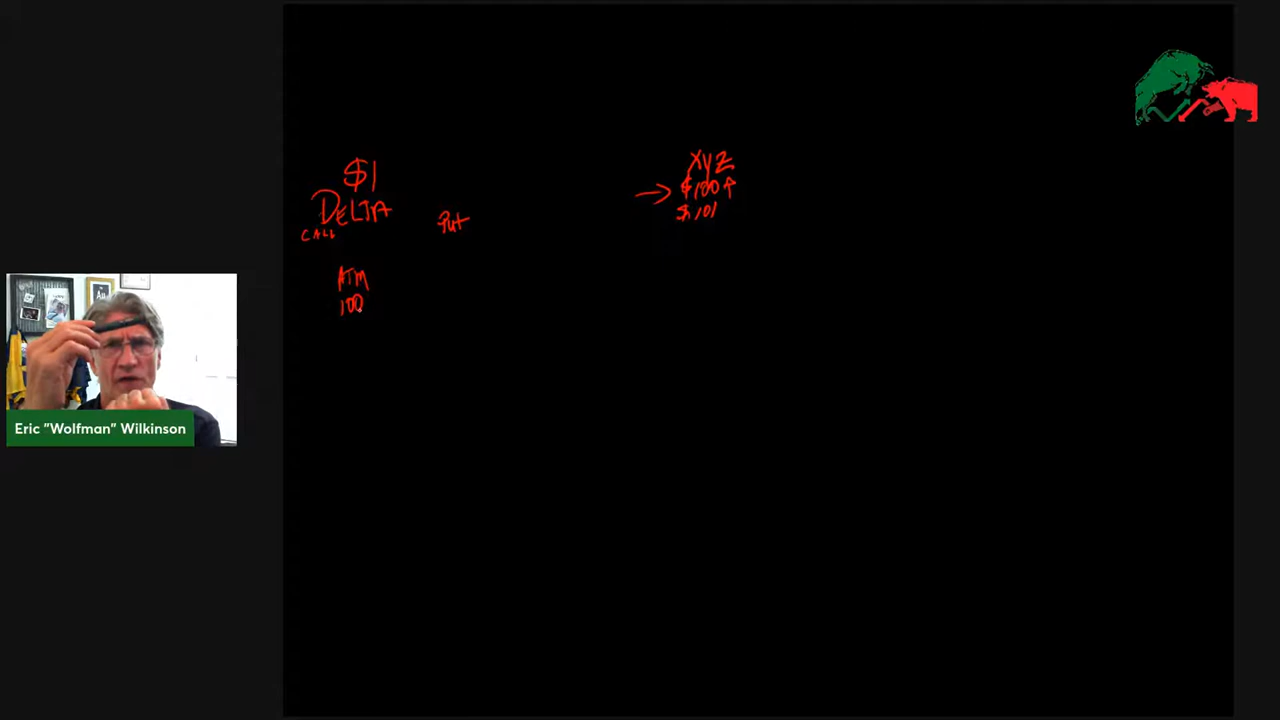 $1
DELTA
CALL
Put
ATM
100
XYZ
$100
$101
Eric "Wolfman" Wilkinson